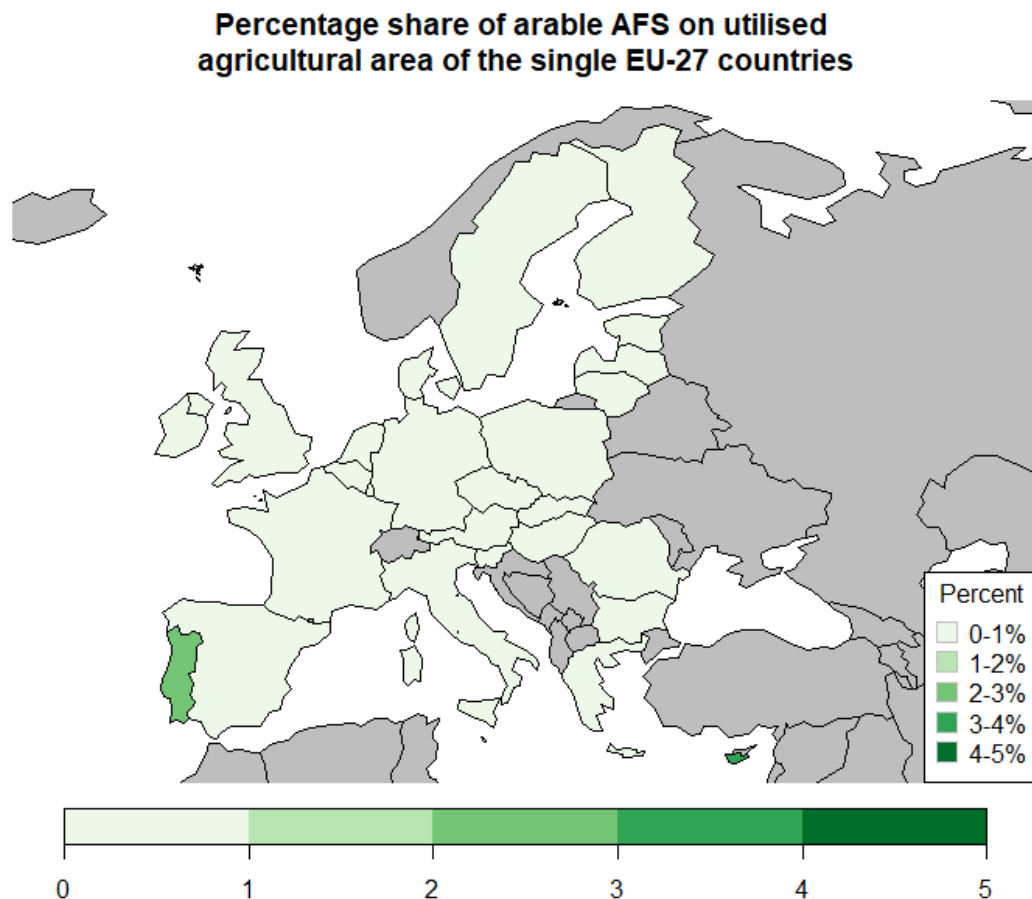 Percentage share of arable AFS on utilised
agricultural area of the single EU-27 countries
Percent
0-1%
1-2%
2-3%
3-4%
4-5%
0 1 2 3 4 5